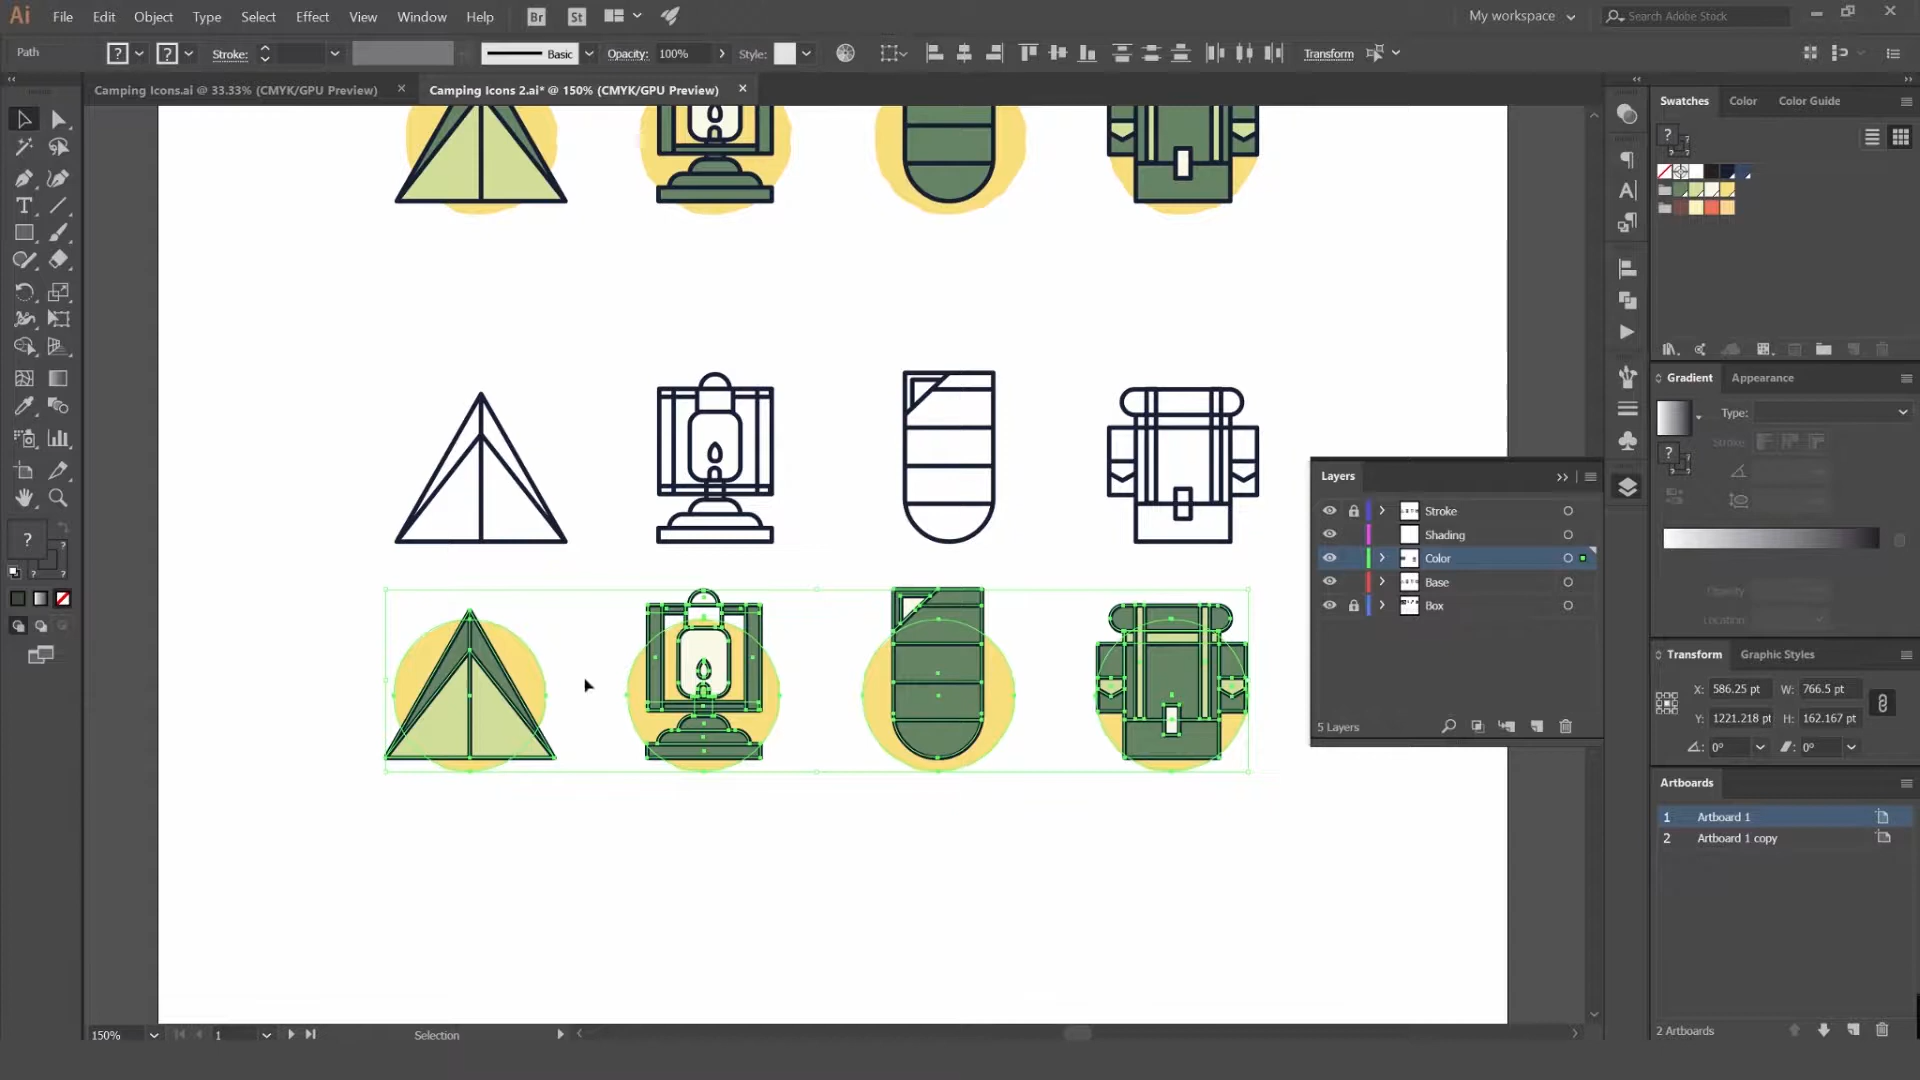 Ai File Edit Object Type Select Effect View Window Help Br St My workspace Search Adobe Stock
Path ? ? Stroke: Basic Opacity: 100% Style: Transform
Camping Icons.ai @ 33.33% (CMYK/GPU Preview) × Camping Icons 2.ai* @ 150% (CMYK/GPU Preview) ×
Swatches Color Color Guide
?
Gradient Appearance
Type:
Stroke:
?
Opacity:
Location:
Layers
Stroke
Shading
Color
Base
Box
5 Layers
?
Transform Graphic Styles
X: 586.25 pt W: 766.5 pt
Y: 1221.218 pt H: 162.167 pt
0° 0°
Artboards
1 Artboard 1
2 Artboard 1 copy
2 Artboards
150% 1 Selection